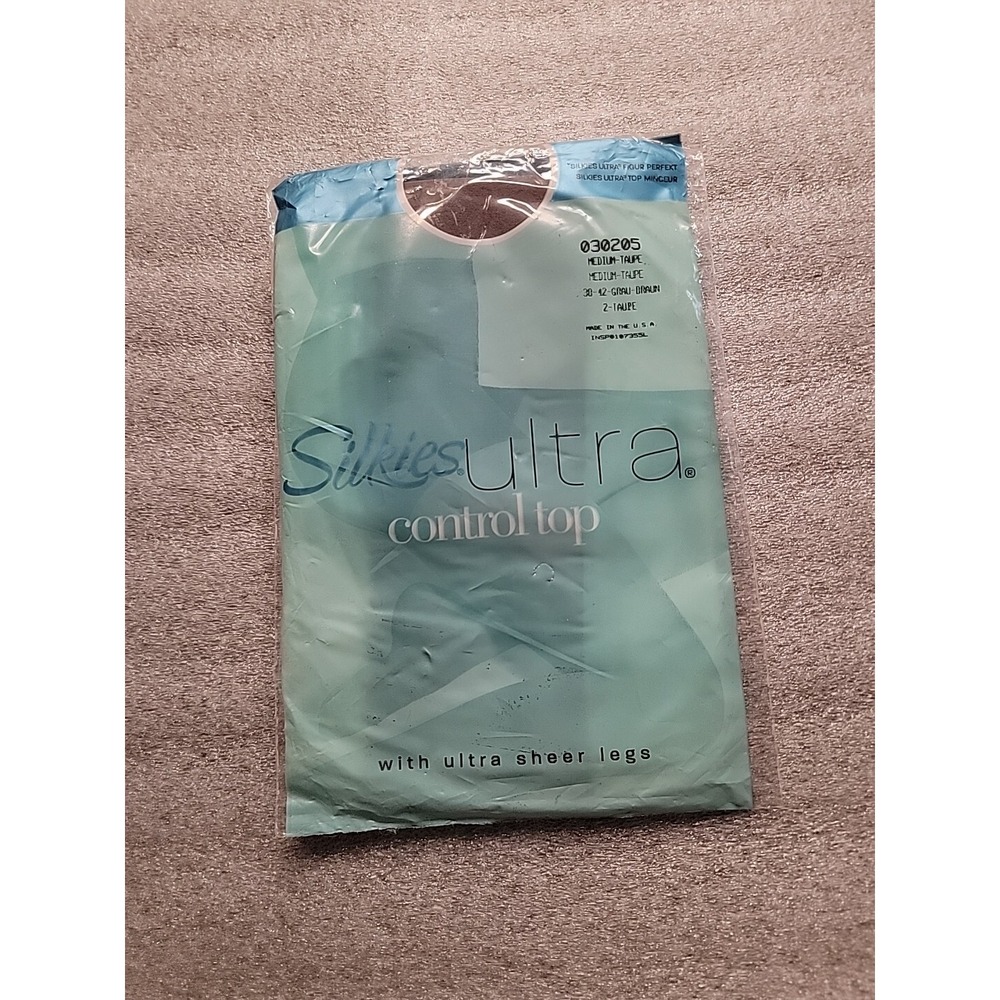 "SILKIES ULTRA" FIGUR PERFEKT
SILKIES ULTRA® TOP MINCEUR
030205
MEDIUM-TAUPE
MEDIUM-TAUPE
38-42-GRAU-BRAUN
2-TAUPE
MADE IN THE U.S.A.
INSP0107355L
Silkies® ultra®
control top
with ultra sheer legs